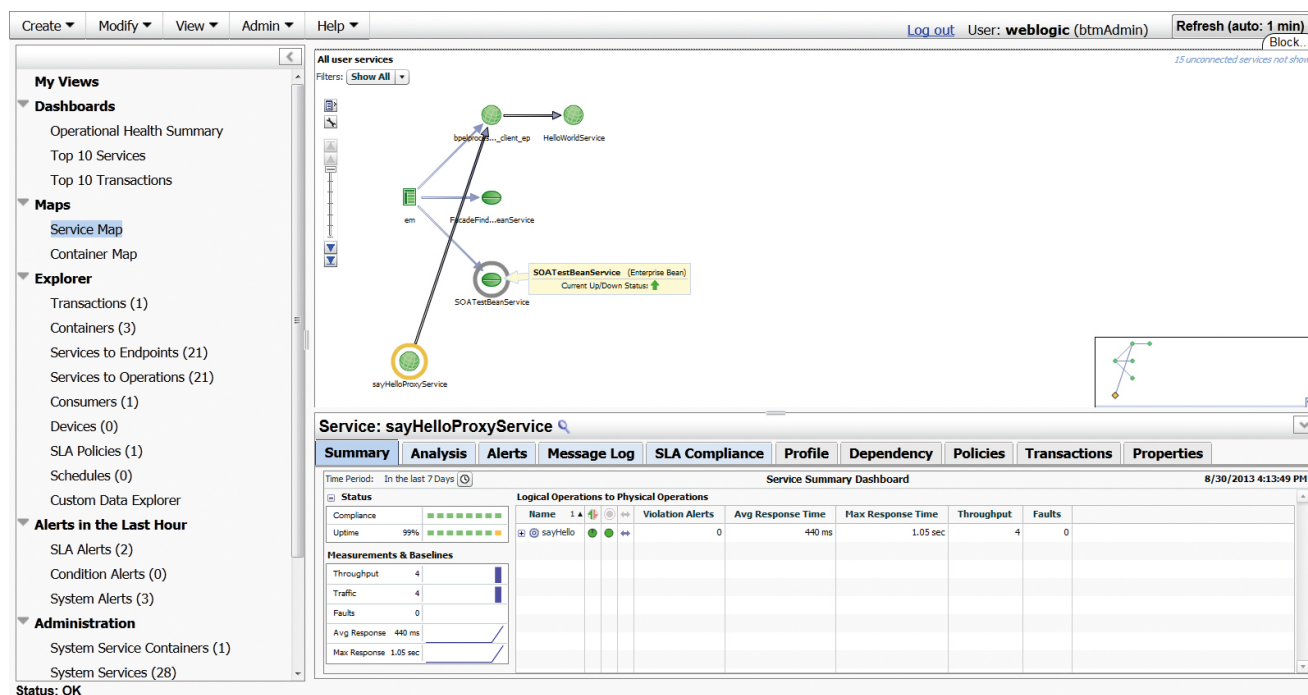 Create Modify View Admin Help
Log out User: weblogic (btmAdmin) Refresh (auto: 1 min)
Block..
My Views
Dashboards
Operational Health Summary
Top 10 Services
Top 10 Transactions
Maps
Service Map
Container Map
Explorer
Transactions (1)
Containers (3)
Services to Endpoints (21)
Services to Operations (21)
Consumers (1)
Devices (0)
SLA Policies (1)
Schedules (0)
Custom Data Explorer
Alerts in the Last Hour
SLA Alerts (2)
Condition Alerts (0)
System Alerts (3)
Administration
System Service Containers (1)
System Services (28)
Status: OK
All user services
15 unconnected services not show
Filters: Show All
bpelproces..._client_ep HelloWorldService
em FacadeFind...eanService
SOATestBeanService (Enterprise Bean)
Current Up/Down Status:
SOATestBeanService
sayHelloProxyService
Service: sayHelloProxyService
Summary Analysis Alerts Message Log SLA Compliance Profile Dependency Policies Transactions Properties
Time Period: In the last 7 Days Service Summary Dashboard 8/30/2013 4:13:49 PM
Status
Compliance
Uptime 99%
Measurements & Baselines
Throughput 4
Traffic 4
Faults 0
Avg Response 440 ms
Max Response 1.05 sec
Logical Operations to Physical Operations
Name 1 Violation Alerts Avg Response Time Max Response Time Throughput Faults
sayHello 0 440 ms 1.05 sec 4 0